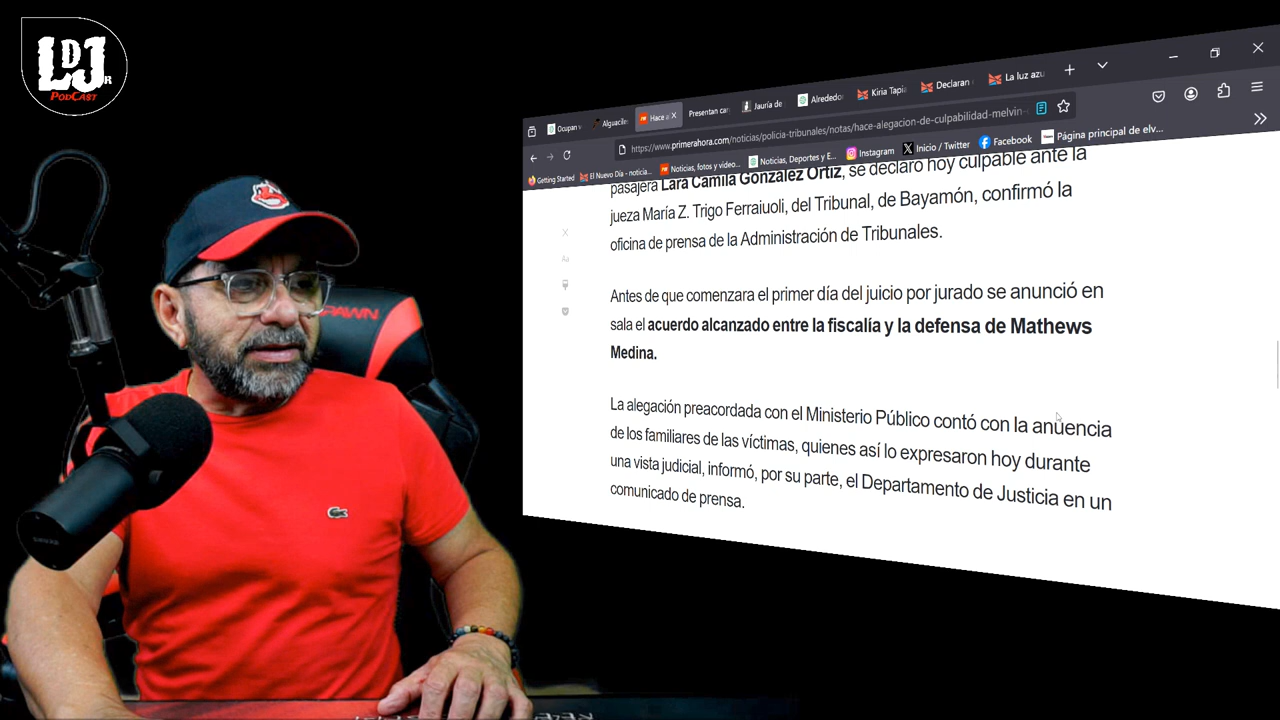 LDJR
PODCAST
SPAWN
Ocupan v
Alguacilin
Hace al
Presentan car
Jauría de
Alrededo
Kiria Tapia
Declaran
La luz azu
https://www.primerahora.com/noticias/policia-tribunales/notas/hace-alegacion-de-culpabilidad-melvin-
Getting Started
El Nuevo Día - noticia...
Noticias, fotos y video...
Noticias, Deportes y E...
Instagram
Inicio / Twitter
Facebook
Página principal de elv...
pasajera Lara Camila González Ortiz, se declaró hoy culpable ante la
jueza María Z. Trigo Ferraiuoli, del Tribunal, de Bayamón, confirmó la
oficina de prensa de la Administración de Tribunales.
Antes de que comenzara el primer día del juicio por jurado se anunció en
sala el acuerdo alcanzado entre la fiscalía y la defensa de Mathews
Medina.
La alegación preacordada con el Ministerio Público contó con la anuencia
de los familiares de las víctimas, quienes así lo expresaron hoy durante
una vista judicial, informó, por su parte, el Departamento de Justicia en un
comunicado de prensa.